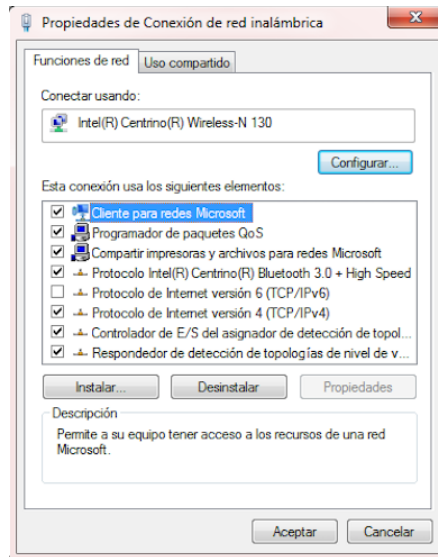 Propiedades de Conexión de red inalámbrica
Funciones de red
Uso compartido
Conectar usando:
Intel(R) Centrino(R) Wireless-N 130
Configurar...
Esta conexión usa los siguientes elementos:
Cliente para redes Microsoft
Programador de paquetes QoS
Compartir impresoras y archivos para redes Microsoft
Protocolo Intel(R) Centrino(R) Bluetooth 3.0 + High Speed
Protocolo de Internet versión 6 (TCP/IPv6)
Protocolo de Internet versión 4 (TCP/IPv4)
Controlador de E/S del asignador de detección de topol...
Respondedor de detección de topologías de nivel de v...
Instalar...
Desinstalar
Propiedades
Descripción
Permite a su equipo tener acceso a los recursos de una red
Microsoft.
Aceptar
Cancelar